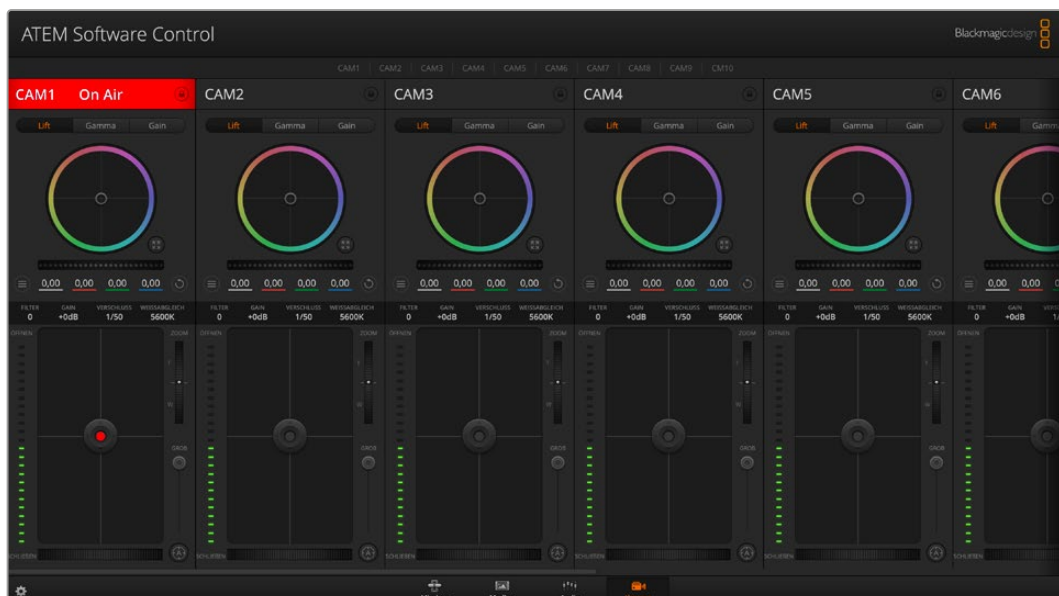 ATEM Software Control
Blackmagicdesign
CAM1 CAM2 CAM3 CAM4 CAM5 CAM6 CAM7 CAM8 CAM9 CM10
CAM1 On Air CAM2 CAM3 CAM4 CAM5 CAM6
Lift Gamma Gain Lift Gamma Gain Lift Gamma Gain Lift Gamma Gain Lift Gamma Gain Lift
0,00 0,00 0,00 0,00 0,00 0,00 0,00 0,00 0,00 0,00 0,00 0,00 0,00 0,00 0,00 0,00 0,00 0,00 0,00 0,00 0,00 0,00
FILTER GAIN VERSCHLUSS WEISSABGLEICH FILTER GAIN VERSCHLUSS WEISSABGLEICH FILTER GAIN VERSCHLUSS WEISSABGLEICH FILTER GAIN VERSCHLUSS WEISSABGLEICH FILTER GAIN VERSCHLUSS WEISSABGLEICH FILTER GAIN
0 +0dB 1/50 5600K 0 +0dB 1/50 5600K 0 +0dB 1/50 5600K 0 +0dB 1/50 5600K 0 +0dB 1/50 5600K 0 +0dB
ÖFFNEN ZOOM ÖFFNEN ZOOM ÖFFNEN ZOOM ÖFFNEN ZOOM ÖFFNEN ZOOM ÖFFNEN
GROB GROB GROB GROB GROB
SCHLIEßEN SCHLIEßEN SCHLIEßEN SCHLIEßEN SCHLIEßEN SCHLIEßEN